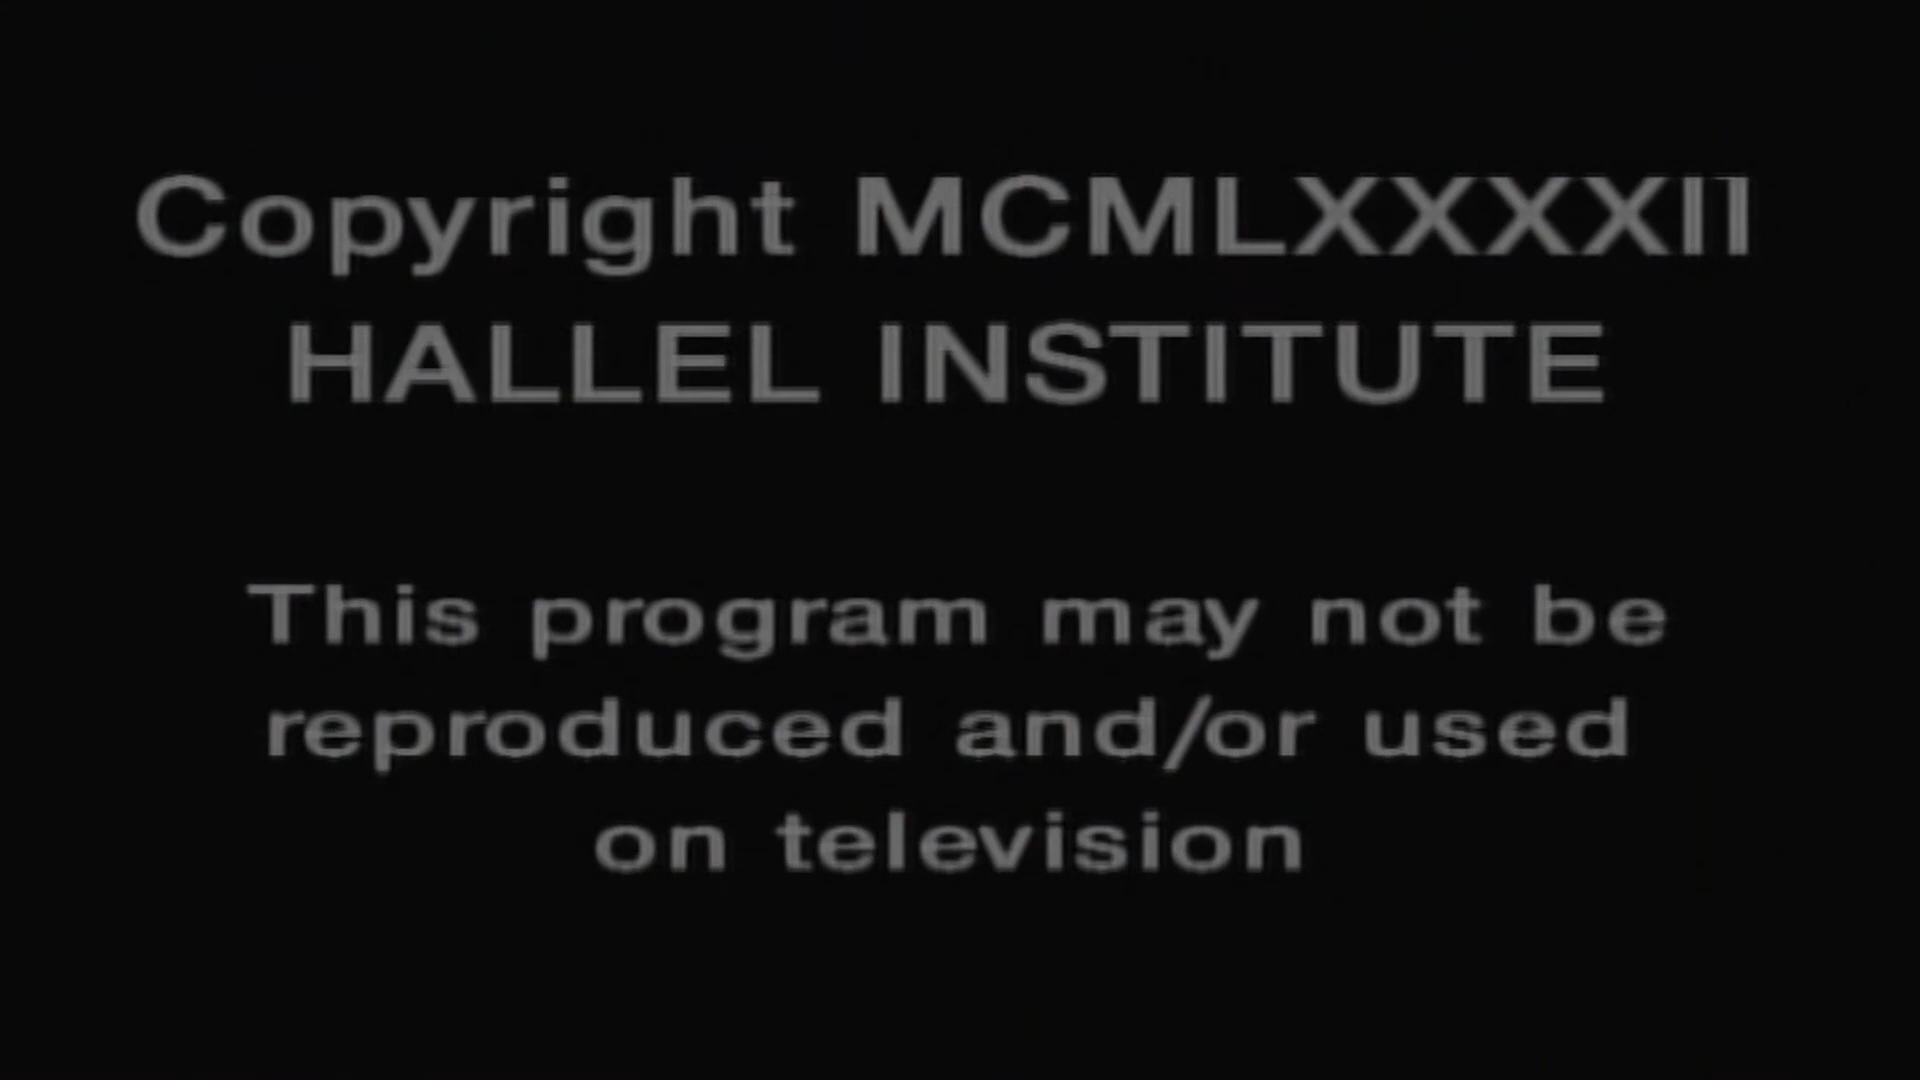 Copyright MCMLXXXXII
HALLEL INSTITUTE
This program may not be
reproduced and/or used
on television